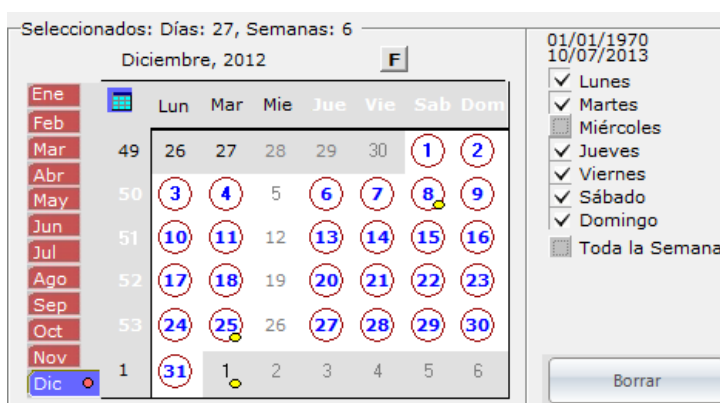 Seleccionados: Días: 27, Semanas: 6
Diciembre, 2012 F
Ene
Feb
Mar
Abr
May
Jun
Jul
Ago
Sep
Oct
Nov
Dic
Lun Mar Mie Jue Vie Sab Dom
49 26 27 28 29 30 1 2
50 3 4 5 6 7 8 9
51 10 11 12 13 14 15 16
52 17 18 19 20 21 22 23
53 24 25 26 27 28 29 30
1 31 1 2 3 4 5 6
01/01/1970
10/07/2013
Lunes
Martes
Miércoles
Jueves
Viernes
Sábado
Domingo
Toda la Semana
Borrar